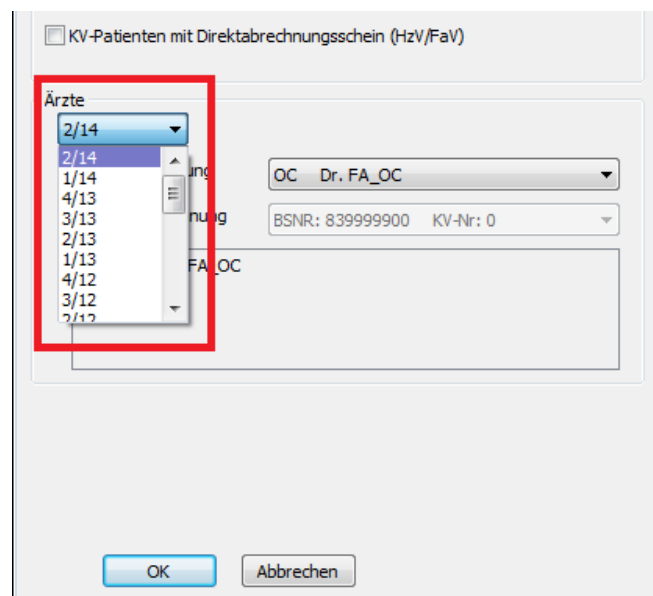 KV-Patienten mit Direktabrechnungsschein (HzV/FaV)
Ärzte
2/14
2/14
1/14
4/13
3/13
2/13
1/13
4/12
3/12
2/12
ung
OC Dr. FA_OC
nung
BSNR: 839999900 KV-Nr: 0
FA_OC
OK
Abbrechen